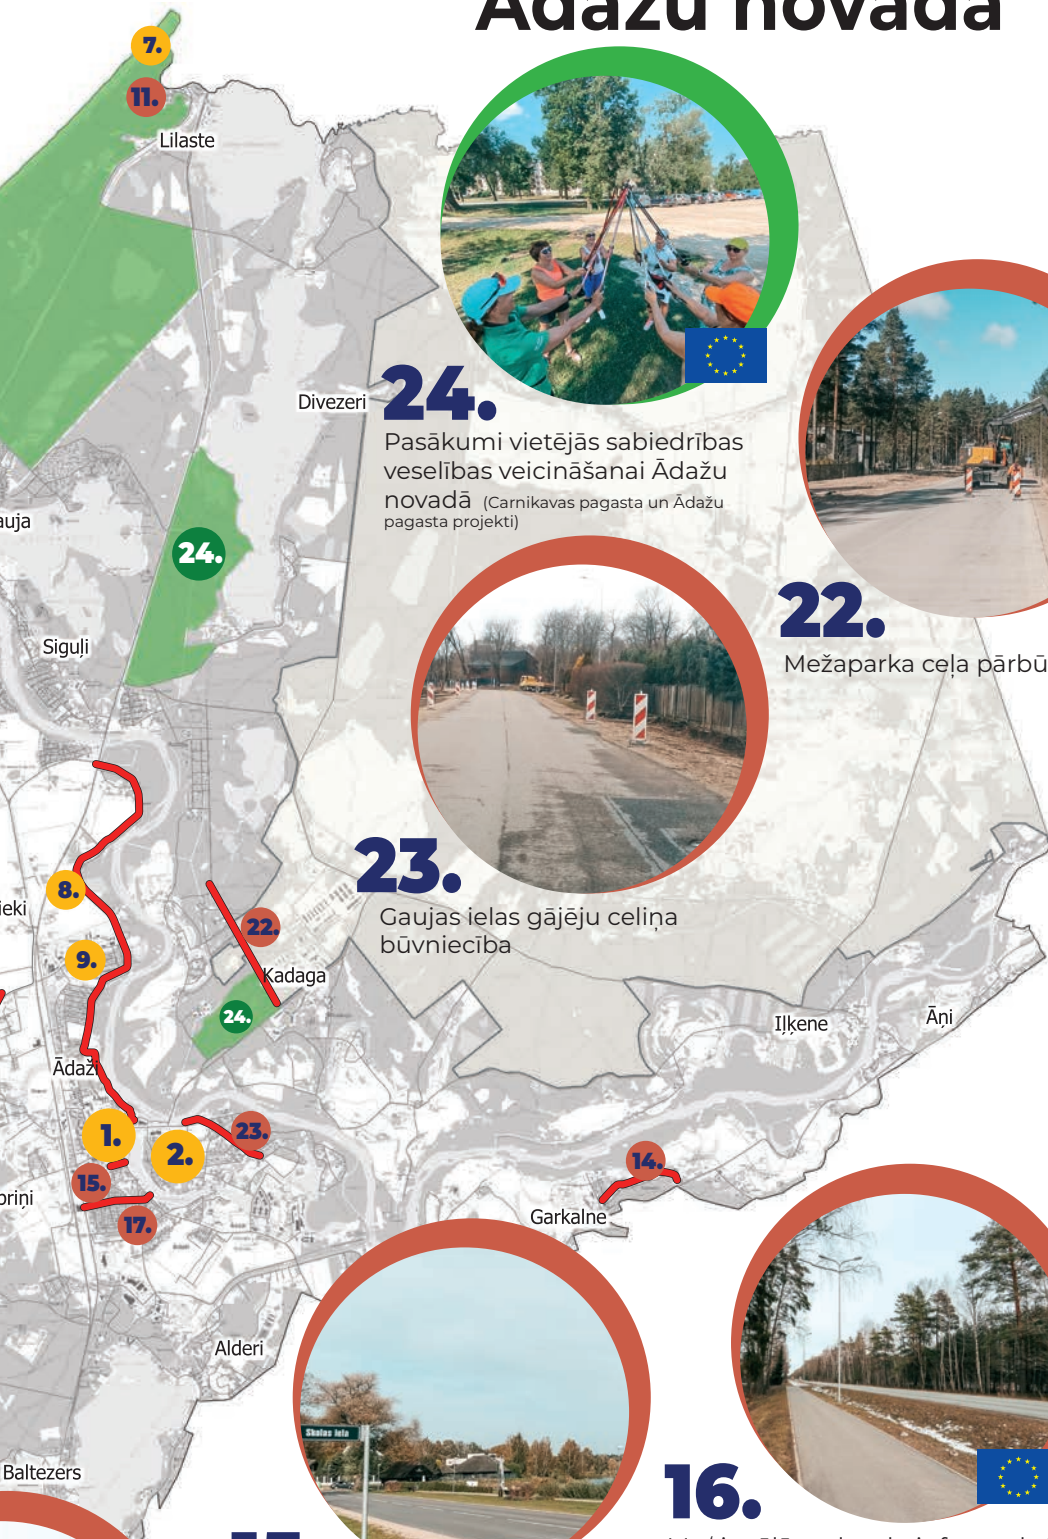 Ādažu novadā
7.
11.
Lilaste
Divezeri
24.
Pasākumi vietējās sabiedrības
veselības veicināšanai Ādažu
novadā (Carnikavas pagasta un Ādažu
pagasta projekti)
24.
Siguļi
22.
Mežaparka ceļa pārbū
23.
Gaujas ielas gājēju celiņa
būvniecība
8.
9.
22.
Kadaga
24.
Iļķene
Āņi
Ādaži
1.
2.
23.
15.
17.
14.
Garkalne
Alderi
Skolas iela
Baltezers
16.